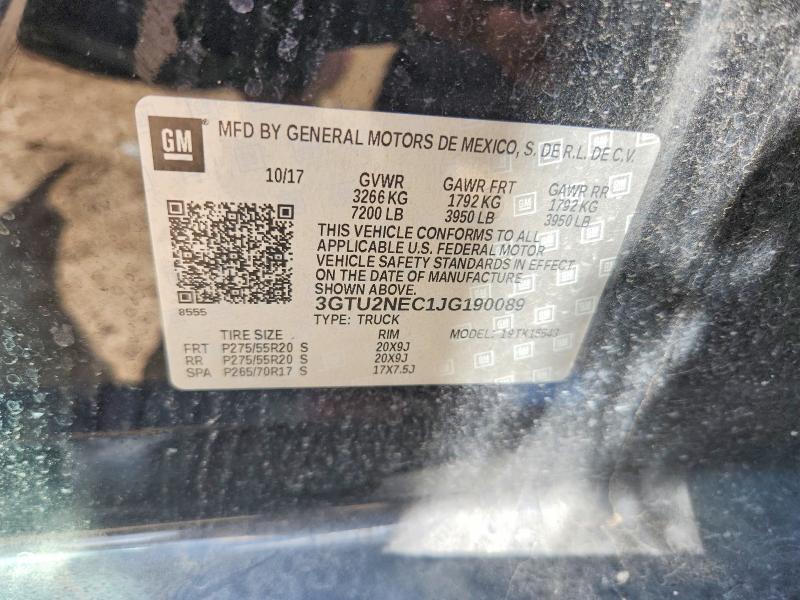 GM® MFD BY GENERAL MOTORS DE MEXICO, S. DE R.L. DE C.V.
10/17 GVWR GAWR FRT GAWR RR
3266 KG 1792 KG 1792 KG
7200 LB 3950 LB 3950 LB
THIS VEHICLE CONFORMS TO ALL
APPLICABLE U.S. FEDERAL MOTOR
VEHICLE SAFETY STANDARDS IN EFFECT
ON THE DATE OF MANUFACTURE
SHOWN ABOVE.
8555 3GTU2NEC1JG190089
TYPE: TRUCK MODEL: 19TK15543
TIRE SIZE RIM
FRT P275/55R20 S 20X9J
RR P275/55R20 S 20X9J
SPA P265/70R17 S 17X7.5J